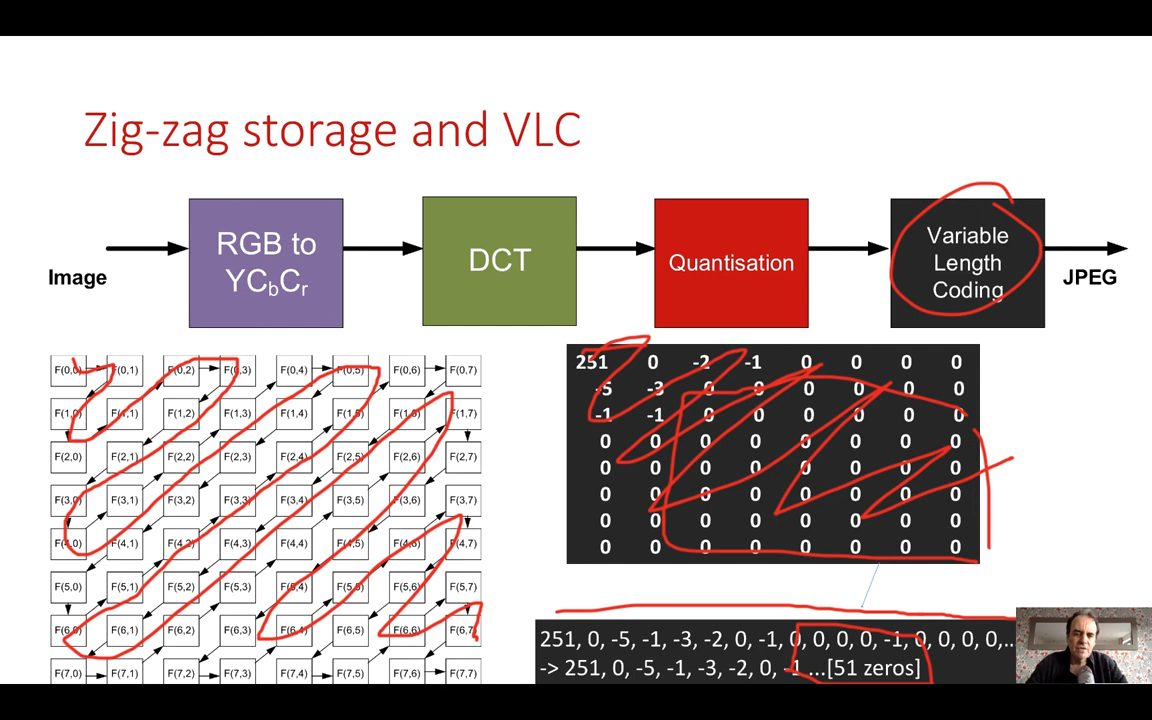 Zig-zag storage and VLC
Image
RGB to
YCbCr
DCT
Quantisation
Variable
Length
Coding
JPEG
F(0,0) F(0,1) F(0,2) F(0,3) F(0,4) F(0,5) F(0,6) F(0,7)
F(1,0) F(1,1) F(1,2) F(1,3) F(1,4) F(1,5) F(1,6) F(1,7)
F(2,0) F(2,1) F(2,2) F(2,3) F(2,4) F(2,5) F(2,6) F(2,7)
F(3,0) F(3,1) F(3,2) F(3,3) F(3,4) F(3,5) F(3,6) F(3,7)
F(4,0) F(4,1) F(4,2) F(4,3) F(4,4) F(4,5) F(4,6) F(4,7)
F(5,0) F(5,1) F(5,2) F(5,3) F(5,4) F(5,5) F(5,6) F(5,7)
F(6,0) F(6,1) F(6,2) F(6,3) F(6,4) F(6,5) F(6,6) F(6,7)
F(7,0) F(7,1) F(7,2) F(7,3) F(7,4) F(7,5) F(7,6) F(7,7)
251 0 -2 -1 0 0 0 0
-5 -3 0 0 0 0 0 0
-1 -1 0 0 0 0 0 0
0 0 0 0 0 0 0 0
0 0 0 0 0 0 0 0
0 0 0 0 0 0 0 0
0 0 0 0 0 0 0 0
0 0 0 0 0 0 0 0
251, 0, -5, -1, -3, -2, 0, -1, 0, 0, 0, 0, -1, 0, 0, 0, 0,..
-> 251, 0, -5, -1, -3, -2, 0, -1 ...[51 zeros]